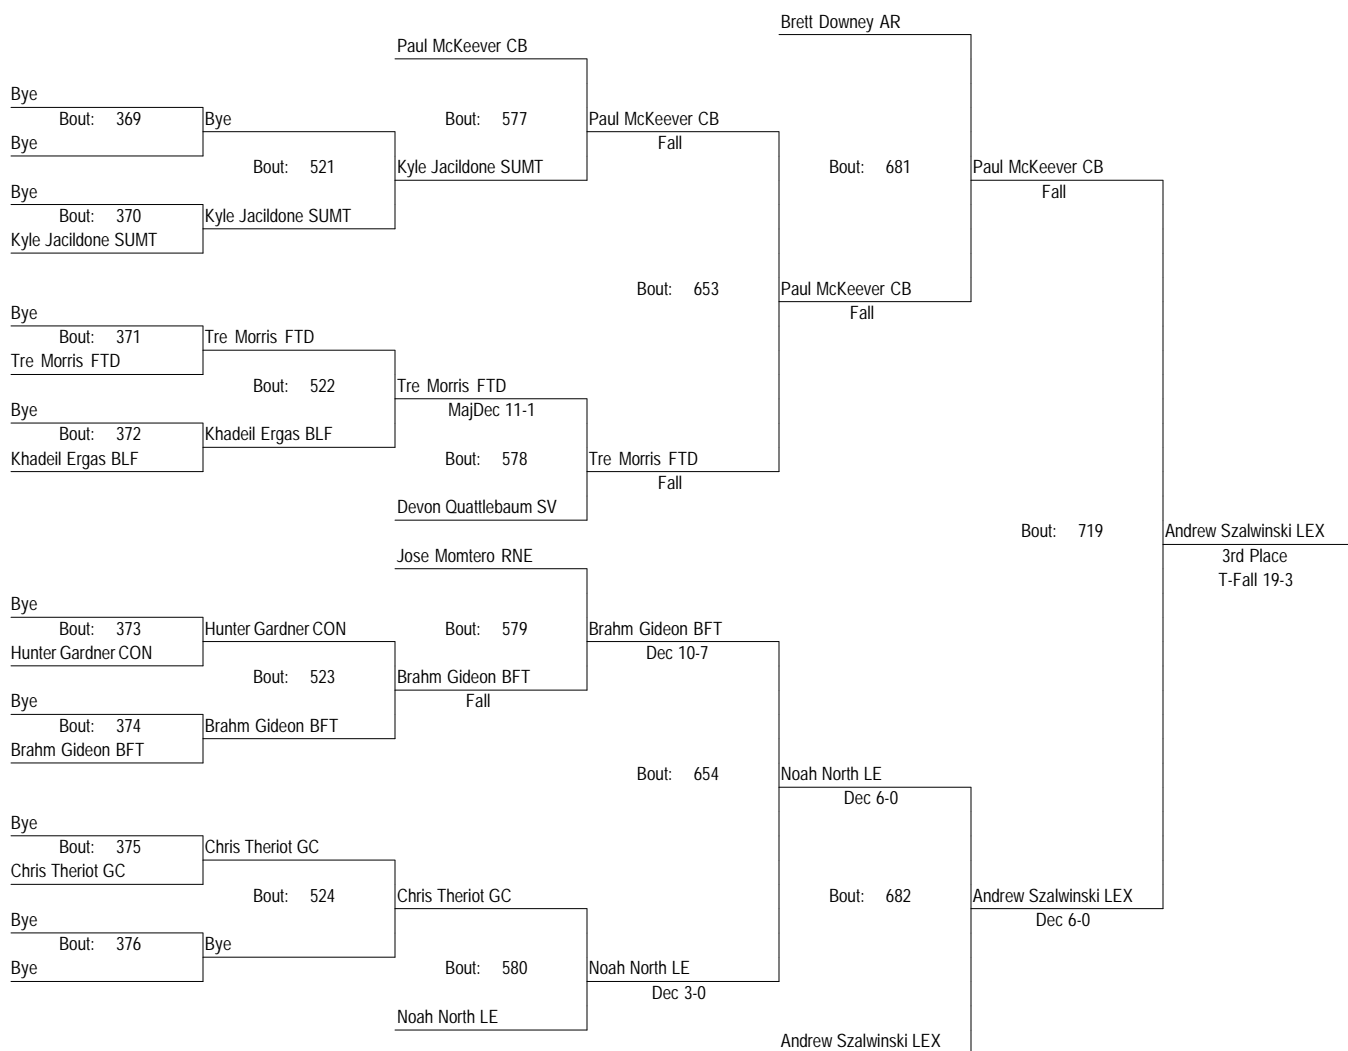 Brett Downey AR
Paul McKeever CB
Bye
Bout: 369
Bye
Bout: 577
Paul McKeever CB
Bye
Fall
Bout: 521
Kyle Jacildone SUMT
Bout: 681
Paul McKeever CB
Bye
Fall
Bout: 370
Kyle Jacildone SUMT
Kyle Jacildone SUMT
Bout: 653
Paul McKeever CB
Bye
Fall
Bout: 371
Tre Morris FTD
Tre Morris FTD
Bout: 522
Tre Morris FTD
Bye
MajDec 11-1
Bout: 372
Khadeil Ergas BLF
Khadeil Ergas BLF
Bout: 578
Tre Morris FTD
Fall
Devon Quattlebaum SV
Bout: 719
Andrew Szalwinski LEX
Jose Momtero RNE
3rd Place
T-Fall 19-3
Bye
Bout: 373
Hunter Gardner CON
Bout: 579
Brahm Gideon BFT
Hunter Gardner CON
Dec 10-7
Bout: 523
Brahm Gideon BFT
Bye
Fall
Bout: 374
Brahm Gideon BFT
Brahm Gideon BFT
Bout: 654
Noah North LE
Dec 6-0
Bye
Bout: 375
Chris Theriot GC
Chris Theriot GC
Bout: 524
Chris Theriot GC
Bout: 682
Andrew Szalwinski LEX
Bye
Dec 6-0
Bout: 376
Bye
Bye
Bout: 580
Noah North LE
Dec 3-0
Noah North LE
Andrew Szalwinski LEX